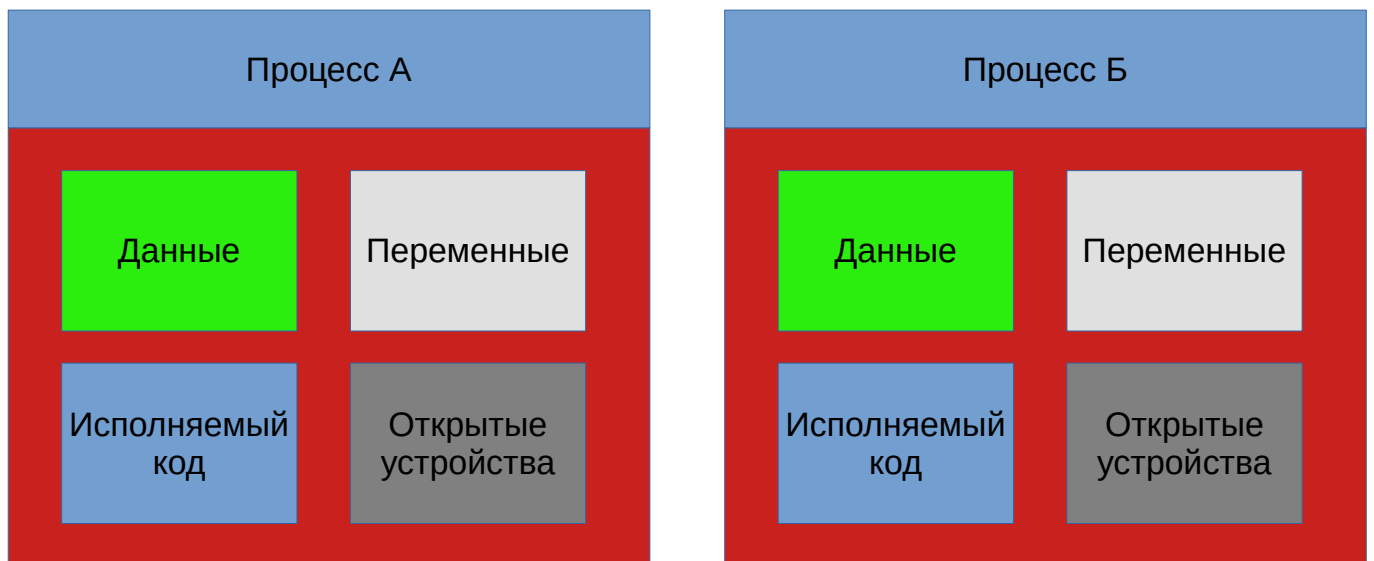 Процесс А
Процесс Б
Данные
Переменные
Данные
Переменные
Исполняемый
код
Открытые
устройства
Исполняемый
код
Открытые
устройства